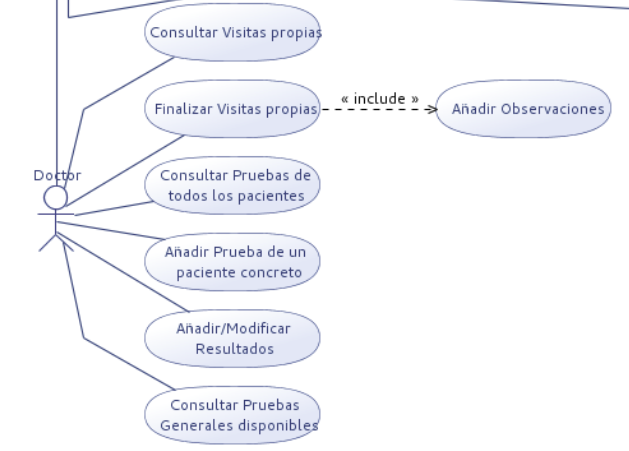 Consultar Visitas propias
Finalizar Visitas propias
« include »
Añadir Observaciones
Doctor
Consultar Pruebas de
todos los pacientes
Añadir Prueba de un
paciente concreto
Añadir/Modificar
Resultados
Consultar Pruebas
Generales disponibles